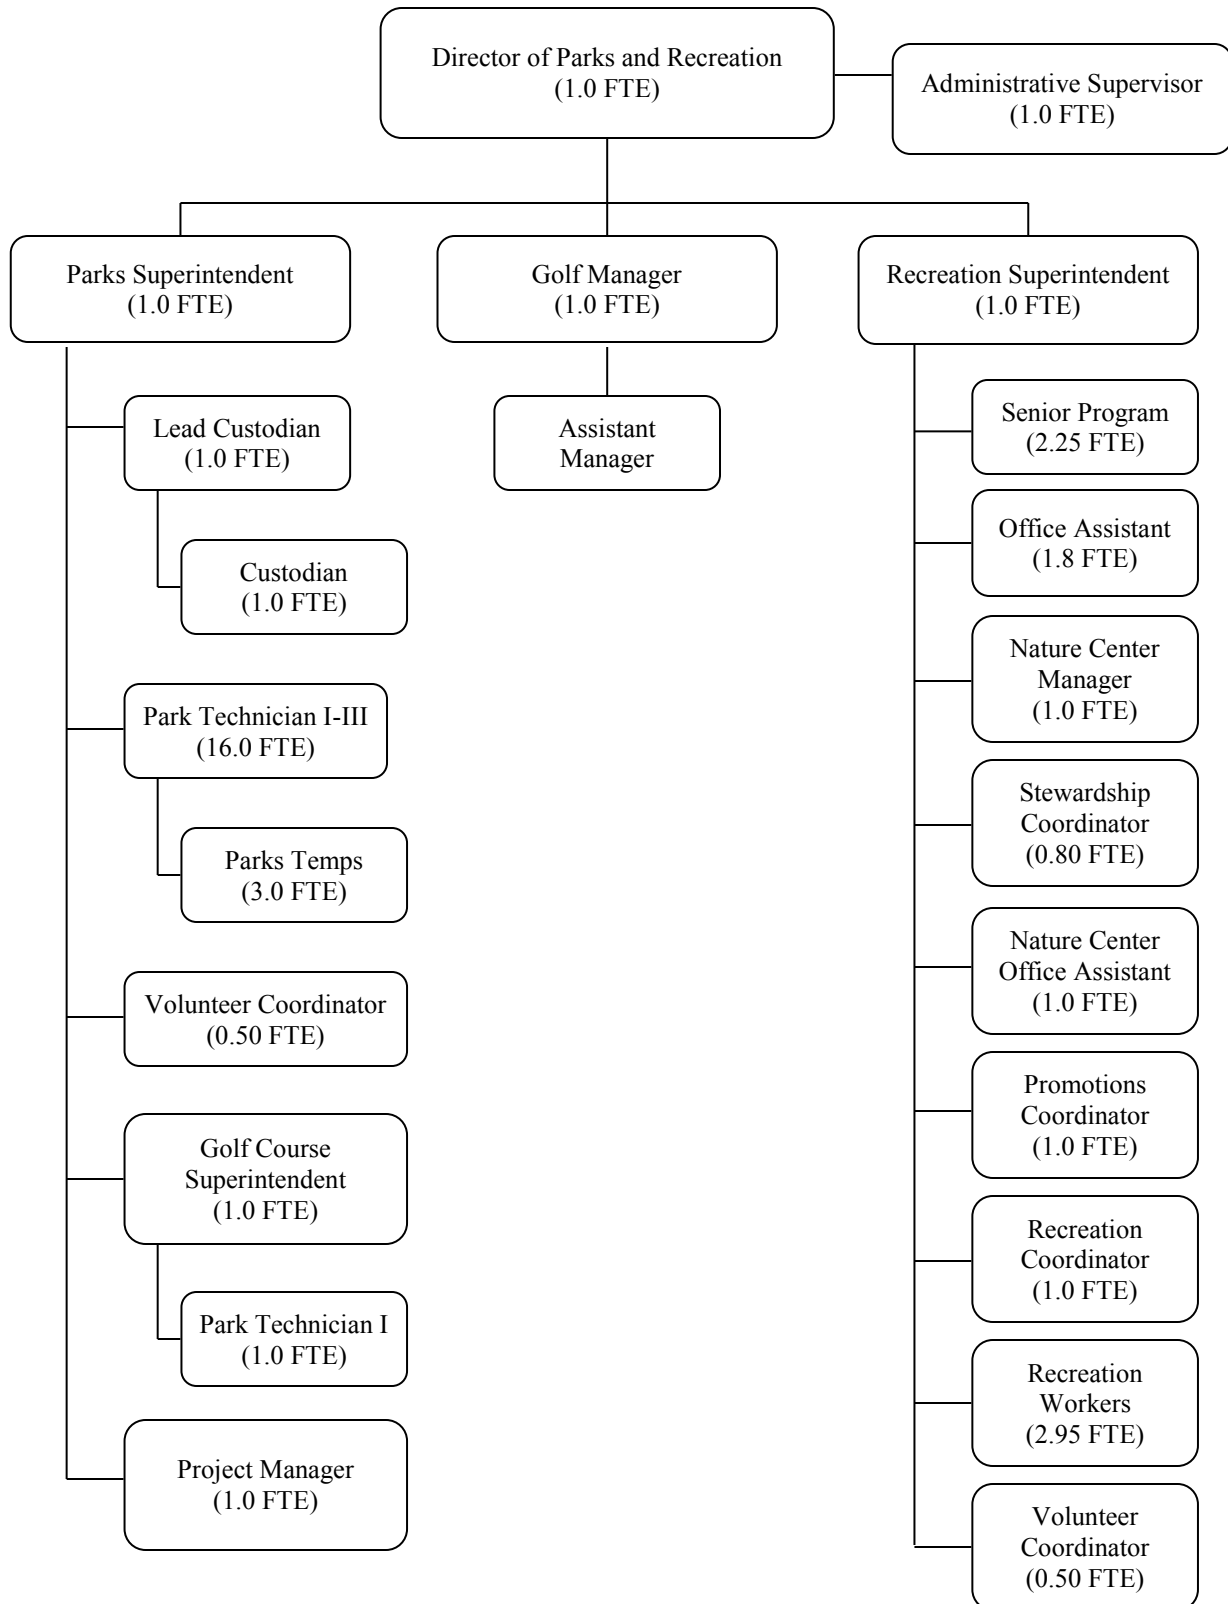 Director of Parks and Recreation
(1.0 FTE)
Administrative Supervisor
(1.0 FTE)
Parks Superintendent
(1.0 FTE)
Golf Manager
(1.0 FTE)
Recreation Superintendent
(1.0 FTE)
Lead Custodian
(1.0 FTE)
Custodian
(1.0 FTE)
Park Technician I-III
(16.0 FTE)
Parks Temps
(3.0 FTE)
Volunteer Coordinator
(0.50 FTE)
Golf Course
Superintendent
(1.0 FTE)
Park Technician I
(1.0 FTE)
Project Manager
(1.0 FTE)
Assistant
Manager
Senior Program
(2.25 FTE)
Office Assistant
(1.8 FTE)
Nature Center
Manager
(1.0 FTE)
Stewardship
Coordinator
(0.80 FTE)
Nature Center
Office Assistant
(1.0 FTE)
Promotions
Coordinator
(1.0 FTE)
Recreation
Coordinator
(1.0 FTE)
Recreation
Workers
(2.95 FTE)
Volunteer
Coordinator
(0.50 FTE)